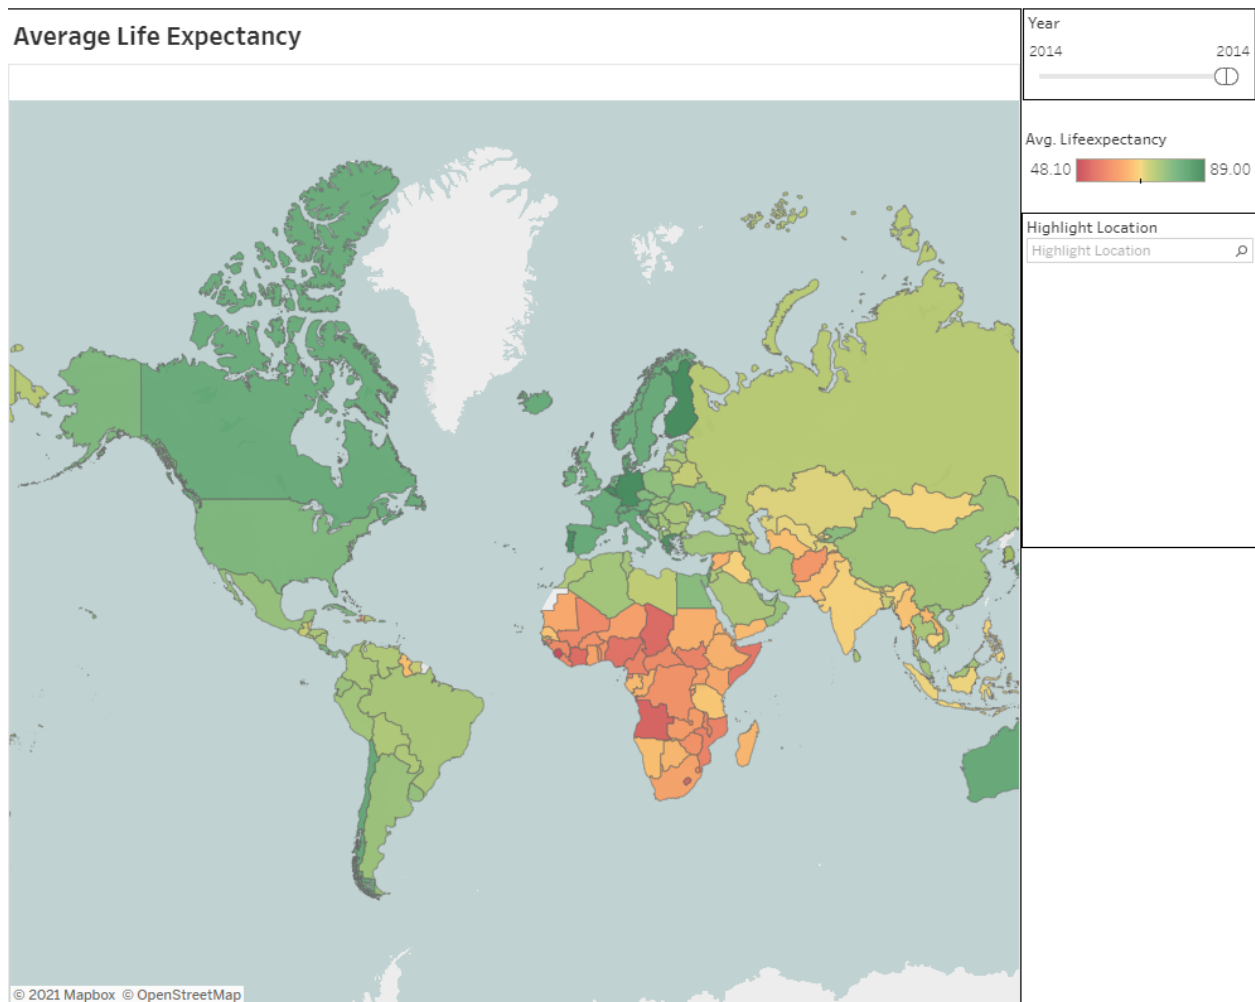 Average Life Expectancy
Year
2014 2014
Avg. Lifeexpectancy
48.10 89.00
Highlight Location
Highlight Location
© 2021 Mapbox © OpenStreetMap